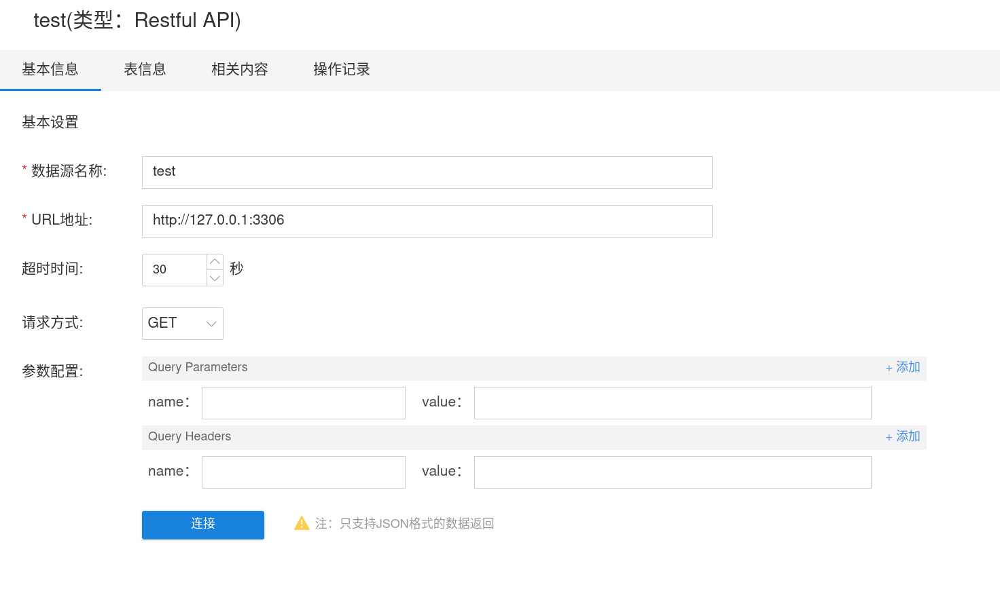 test(类型：Restful API)
基本信息 表信息 相关内容 操作记录
基本设置
* 数据源名称: test
* URL地址: http://127.0.0.1:3306
超时时间: 30 秒
请求方式: GET
参数配置: Query Parameters + 添加
name： value：
Query Headers + 添加
name： value：
连接 注：只支持JSON格式的数据返回